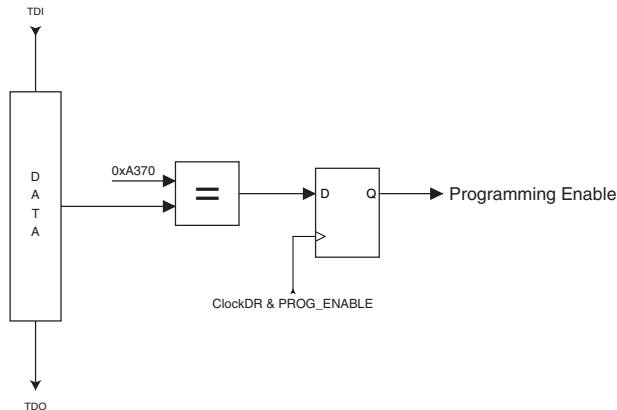 TDI
D
A
T
A
0xA370
=
D
Q
Programming Enable
ClockDR & PROG_ENABLE
TDO